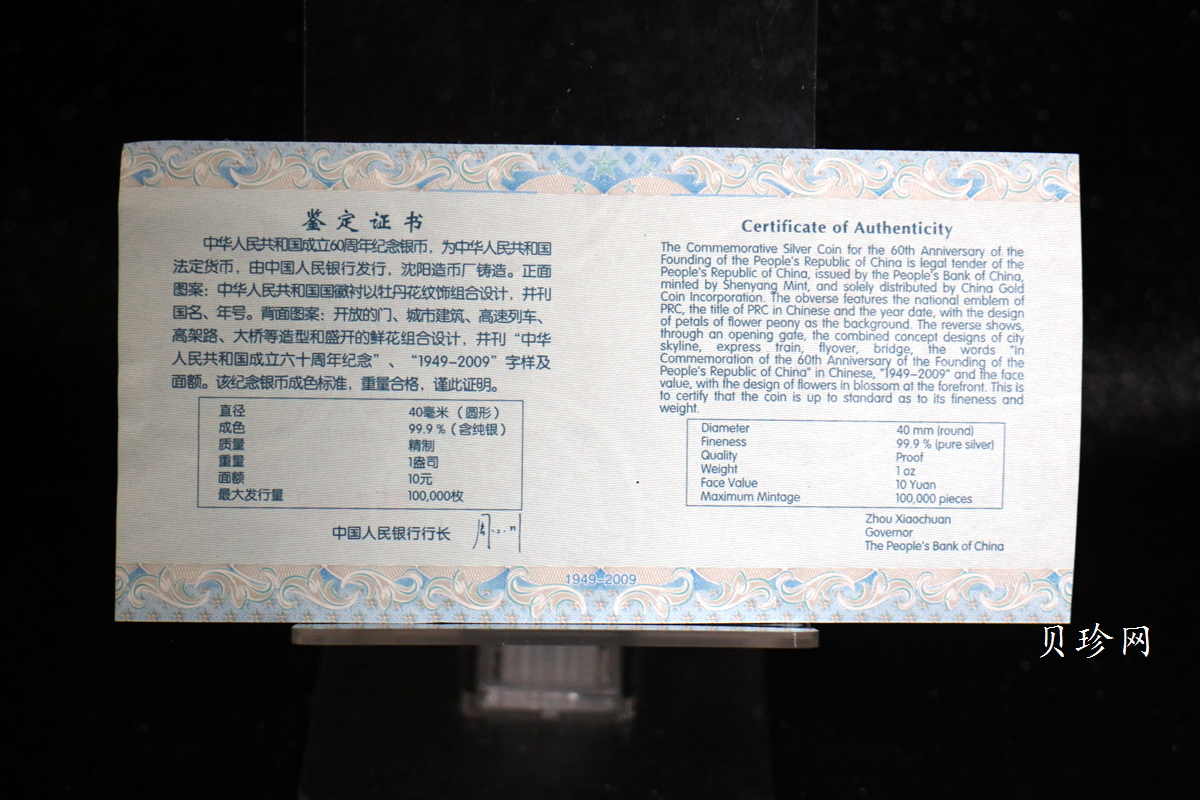 鉴定证书
中华人民共和国成立60周年纪念银币，为中华人民共和国
法定货币，由中国人民银行发行，沈阳造币厂铸造。正面
图案：中华人民共和国国徽衬以牡丹花纹饰组合设计，并刊
国名、年号。背面图案：开放的门、城市建筑、高速列车、
高架路、大桥等造型和盛开的鲜花组合设计，并刊“中华
人民共和国成立六十周年纪念”、“1949-2009”字样及
面额。该纪念银币成色标准，重量合格，谨此证明。
直径 40毫米（圆形）
成色 99.9％（含纯银）
质量 精制
重量 1盎司
面额 10元
最大发行量 100,000枚
中国人民银行行长
Certificate of Authenticity
The Commemorative Silver Coin for the 60th Anniversary of the
Founding of the People's Republic of China is legal tender of the
People's Republic of China, issued by the People's Bank of China,
minted by Shenyang Mint, and solely distributed by China Gold
Coin Incorporation. The obverse features the national emblem of
PRC, the title of PRC in Chinese and the year date, with the design
of petals of flower peony as the background. The reverse shows,
through an opening gate, the combined concept designs of city
skyline, express train, flyover, bridge, the words "in
Commemoration of the 60th Anniversary of the Founding of the
People's Republic of China" in Chinese, "1949-2009" and the face
value, with the design of flowers in blossom at the forefront. This is
to certify that the coin is up to standard as to its fineness and
weight.
Diameter 40 mm (round)
Fineness 99.9 % (pure silver)
Quality Proof
Weight 1 oz
Face Value 10 Yuan
Maximum Mintage 100,000 pieces
Zhou Xiaochuan
Governor
The People's Bank of China
1949-2009
贝珍网